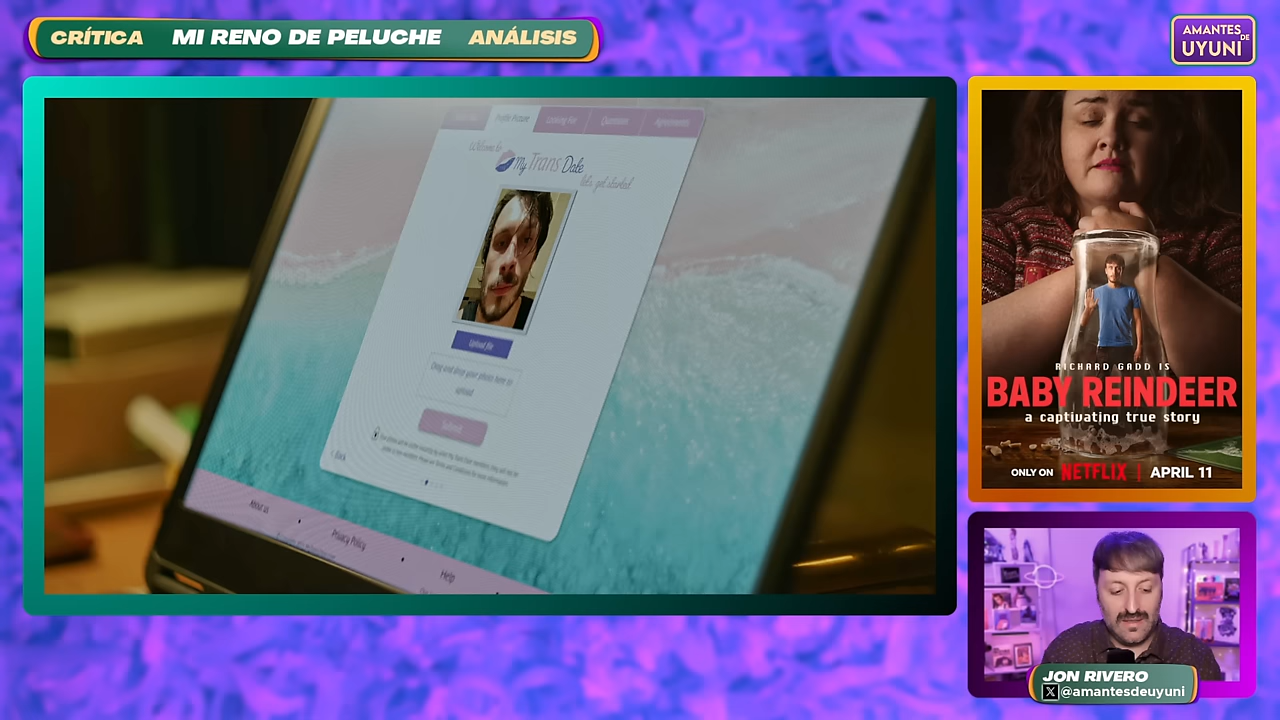 CRÍTICA MI RENO DE PELUCHE ANÁLISIS
AMANTES
DE
UYUNI
Profile Picture Looking For Questions Agreements
Welcome to
My Trans Date
let's get started
Upload file
Drag and drop your photo here to
upload
Submit
Back
About us • Privacy Policy • Help
RICHARD GADD IS
BABY REINDEER
a captivating true story
ONLY ON NETFLIX | APRIL 11
JON RIVERO
X @amantesdeuyuni